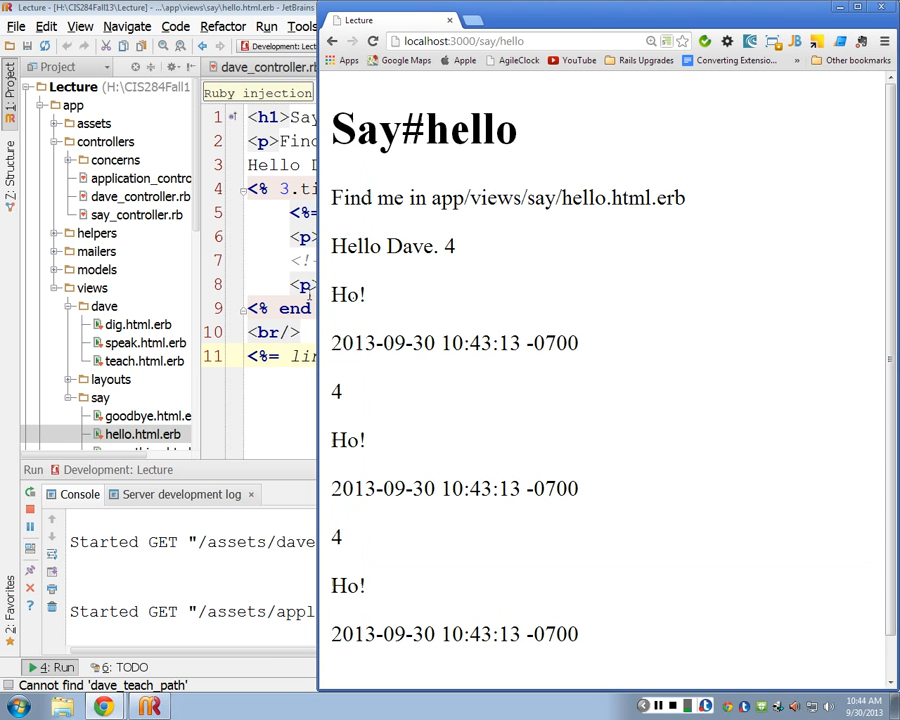 Lecture - [H:\CIS284Fall13\Lecture] - ...\app\views\say\hello.html.erb - JetBrains
File Edit View Navigate Code Refactor Run Tools
Development: Lecture
1: Project
Z: Structure
2: Favorites
Project
dave_controller.rb
Lecture (H:\CIS284Fall1
app
assets
controllers
concerns
application_contro
dave_controller.rb
say_controller.rb
helpers
mailers
models
views
dave
dig.html.erb
speak.html.erb
teach.html.erb
layouts
say
goodbye.html.e
hello.html.erb
Ruby injection
1 <h1>Say
2 <p>Find
3 Hello D
4 <% 3.ti
5 <%=
6 <p>
7 <!-
8 <p>
9 <% end
10 <br/>
11 <%= lin
Run Development: Lecture
Console Server development log
Started GET "/assets/dave
Started GET "/assets/appl
4: Run 6: TODO
Cannot find 'dave_teach_path'
Lecture
localhost:3000/say/hello
Apps Google Maps Apple AgileClock YouTube Rails Upgrades Converting Extensio... » Other bookmarks
Say#hello
Find me in app/views/say/hello.html.erb
Hello Dave. 4
Ho!
2013-09-30 10:43:13 -0700
4
Ho!
2013-09-30 10:43:13 -0700
4
Ho!
2013-09-30 10:43:13 -0700
10:44 AM
9/30/2013